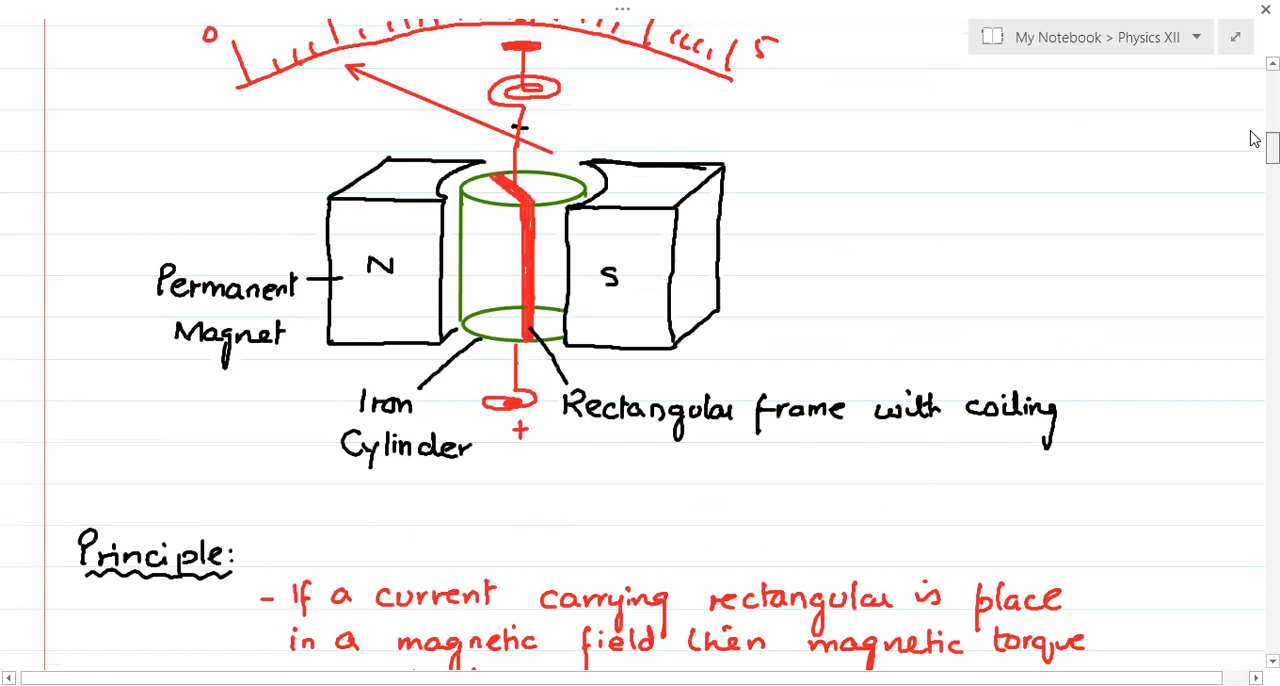 My Notebook > Physics XII
0
5
-
N
S
Permanent
Magnet
Iron
Cylinder
Rectangular frame with coiling
+
Principle:
- If a current carrying rectangular is place
in a magnetic field then magnetic torque